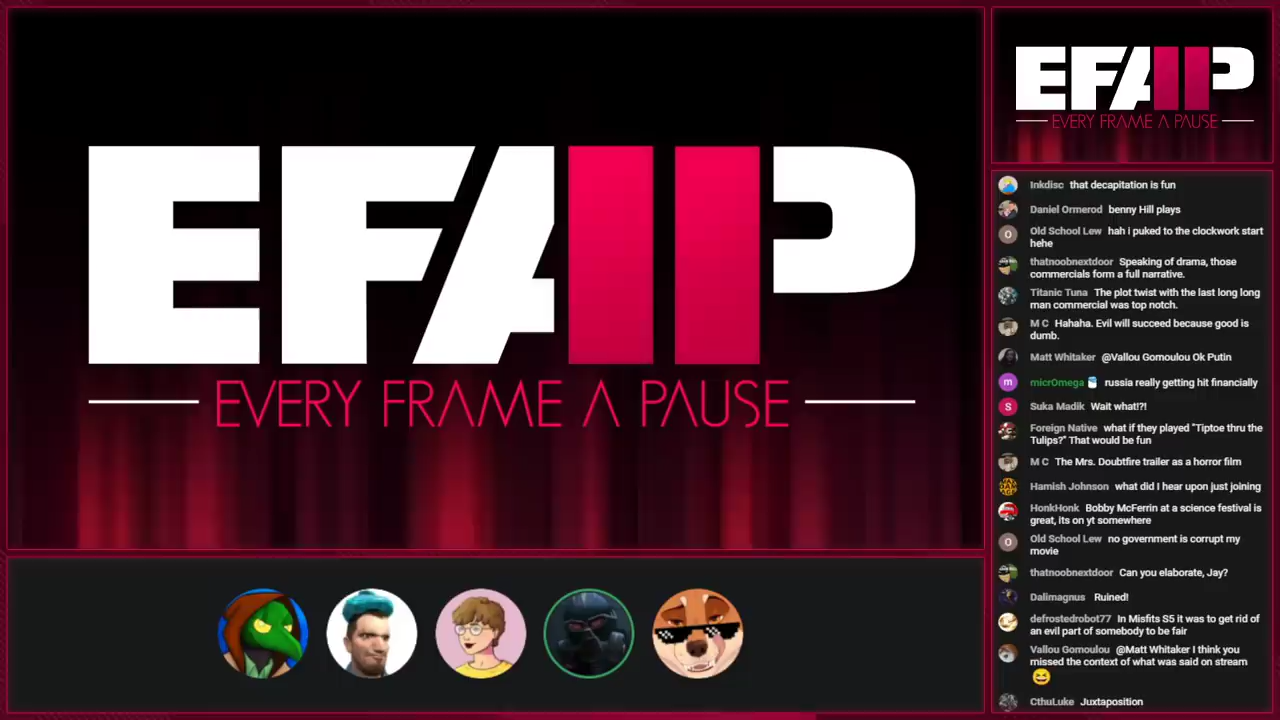 EFAP
EVERY FRAME A PAUSE
EFAP
EVERY FRAME A PAUSE
Inkdisc that decapitation is fun
Daniel Ormerod benny Hill plays
O
Old School Lew hah i puked to the clockwork start
hehe
thatnoobnextdoor Speaking of drama, those
commercials form a full narrative.
Titanic Tuna The plot twist with the last long long
man commercial was top notch.
M C Hahaha. Evil will succeed because good is
dumb.
Matt Whitaker @Vallou Gomoulou Ok Putin
m
micrOmega russia really getting hit financially
S
Suka Madik Wait what!?!
Foreign Native what if they played "Tiptoe thru the
Tulips?" That would be fun
M C The Mrs. Doubtfire trailer as a horror film
Hamish Johnson what did I hear upon just joining
HonkHonk Bobby McFerrin at a science festival is
great, its on yt somewhere
O
Old School Lew no government is corrupt my
movie
thatnoobnextdoor Can you elaborate, Jay?
Dalimagnus Ruined!
defrostedrobot77 In Misfits S5 it was to get rid of
an evil part of somebody to be fair
Vallou Gomoulou @Matt Whitaker I think you
missed the context of what was said on stream
CthuLuke Juxtaposition